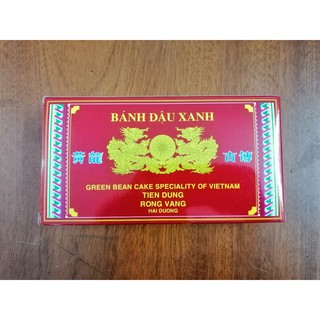 BÁNH ĐẬU XANH
GREEN BEAN CAKE SPECIALITY OF VIETNAM
TIEN DUNG
RONG VANG
HAI DUONG